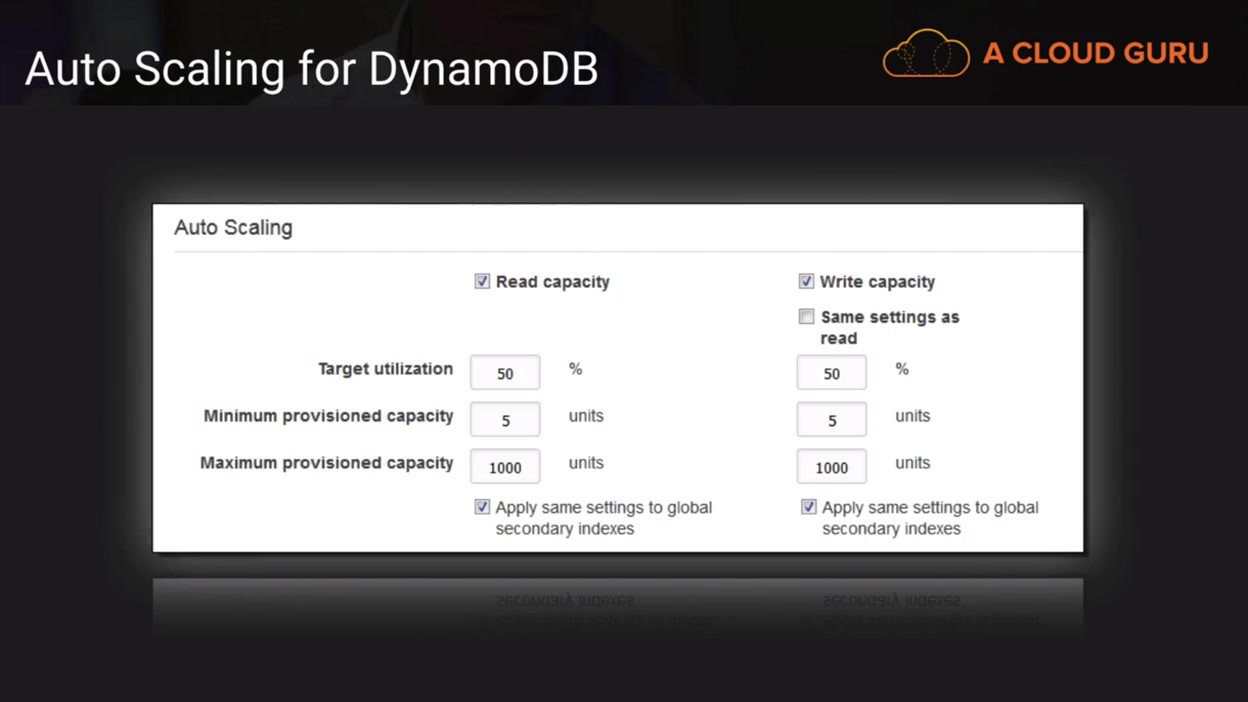 Auto Scaling for DynamoDB
A CLOUD GURU
Auto Scaling
Read capacity
Write capacity
Same settings as
read
Target utilization 50 % 50 %
Minimum provisioned capacity 5 units 5 units
Maximum provisioned capacity 1000 units 1000 units
Apply same settings to global
secondary indexes
Apply same settings to global
secondary indexes